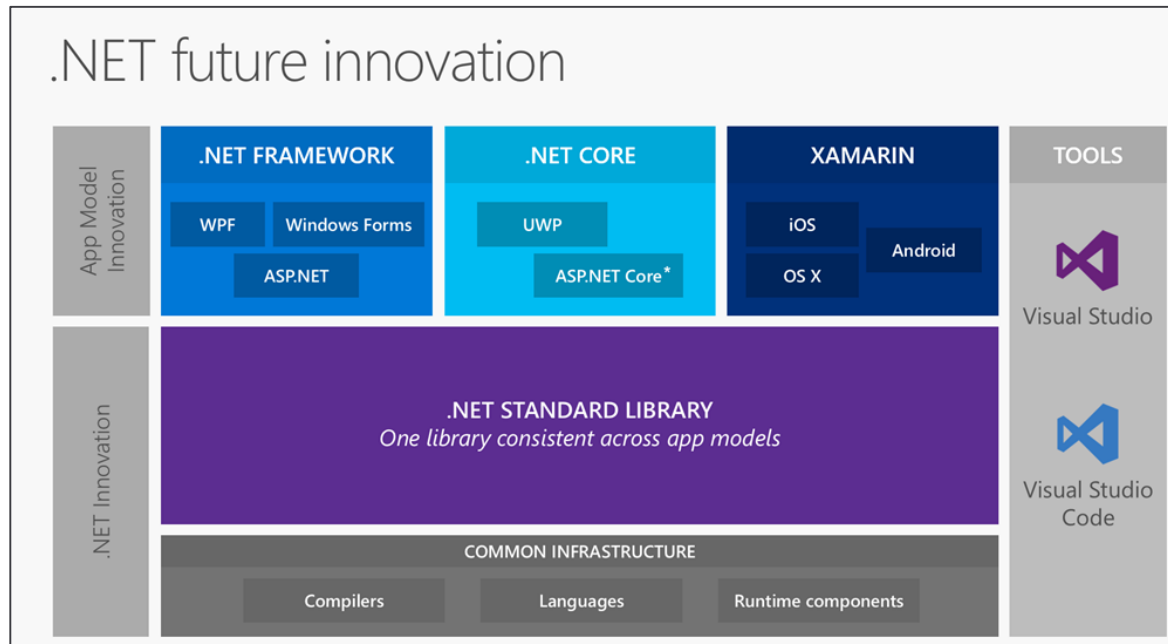 .NET future innovation
App Model
Innovation
.NET FRAMEWORK
WPF
Windows Forms
ASP.NET
.NET CORE
UWP
ASP.NET Core*
XAMARIN
iOS
Android
OS X
TOOLS
Visual Studio
Visual Studio
Code
.NET Innovation
.NET STANDARD LIBRARY
One library consistent across app models
COMMON INFRASTRUCTURE
Compilers
Languages
Runtime components